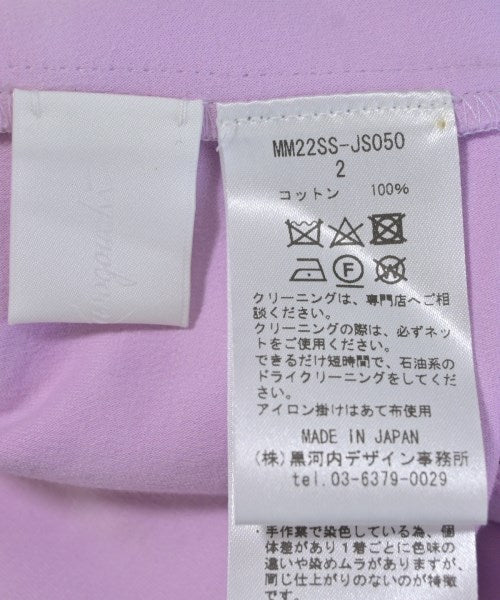 MM22SS-JS050
2
コットン 100%
クリーニングは、専門店へご相
談ください。
クリーニングの際は、必ずネッ
トをご使用ください。
できるだけ短時間で、石油系の
ドライクリーニングをしてくだ
さい。
アイロン掛けはあて布使用
MADE IN JAPAN
(株)黒河内デザイン事務所
tel.03-6379-0029
・手作業で染色している為、個
体差があり1着ごとに色味の
違いや染めムラがありますが、
同じ仕上がりのないのが特徴
です。